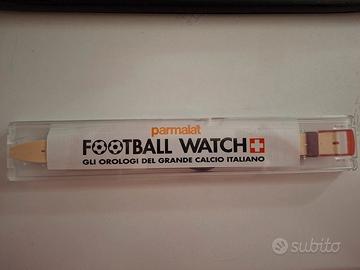 parmalat
FOOTBALL WATCH
GLI OROLOGI DEL GRANDE CALCIO ITALIANO
subito